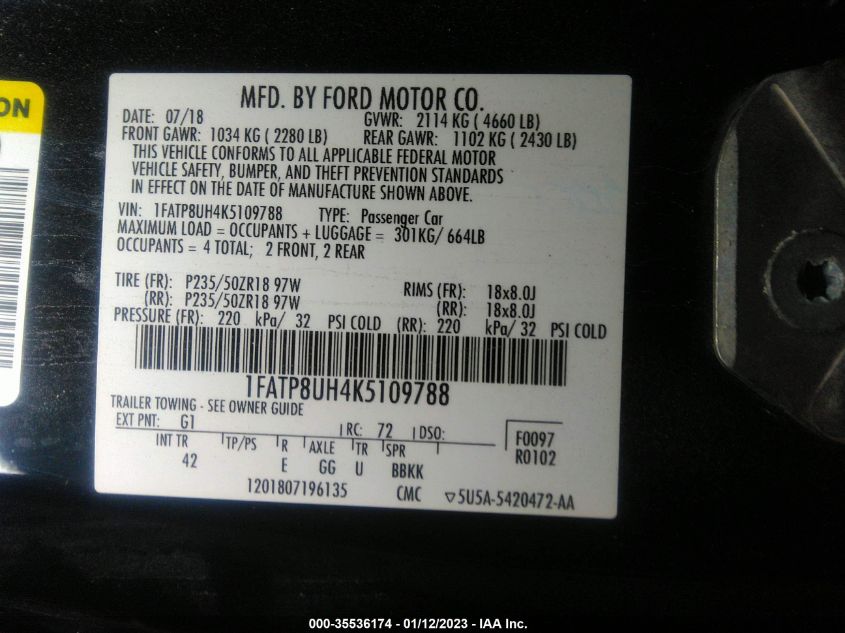 ON
MFD. BY FORD MOTOR CO.
DATE: 07/18 GVWR: 2114 KG ( 4660 LB)
FRONT GAWR: 1034 KG ( 2280 LB) REAR GAWR: 1102 KG ( 2430 LB)
THIS VEHICLE CONFORMS TO ALL APPLICABLE FEDERAL MOTOR
VEHICLE SAFETY, BUMPER, AND THEFT PREVENTION STANDARDS
IN EFFECT ON THE DATE OF MANUFACTURE SHOWN ABOVE.
VIN: 1FATP8UH4K5109788 TYPE: Passenger Car
MAXIMUM LOAD = OCCUPANTS + LUGGAGE = 301KG/ 664LB
OCCUPANTS = 4 TOTAL; 2 FRONT, 2 REAR
TIRE (FR): P235/50ZR18 97W RIMS (FR): 18x8.0J
(RR): P235/50ZR18 97W (RR): 18x8.0J
PRESSURE (FR): 220 kPa/ 32 PSI COLD (RR): 220 kPa/ 32 PSI COLD
1FATP8UH4K5109788
TRAILER TOWING - SEE OWNER GUIDE
EXT PNT: G1 RC: 72 DSO: F0097
INT TR TP/PS R AXLE TR SPR R0102
42 E GG U BBKK
1201807196135 CMC ▽5U5A-5420472-AA
000-35536174 - 01/12/2023 - IAA Inc.